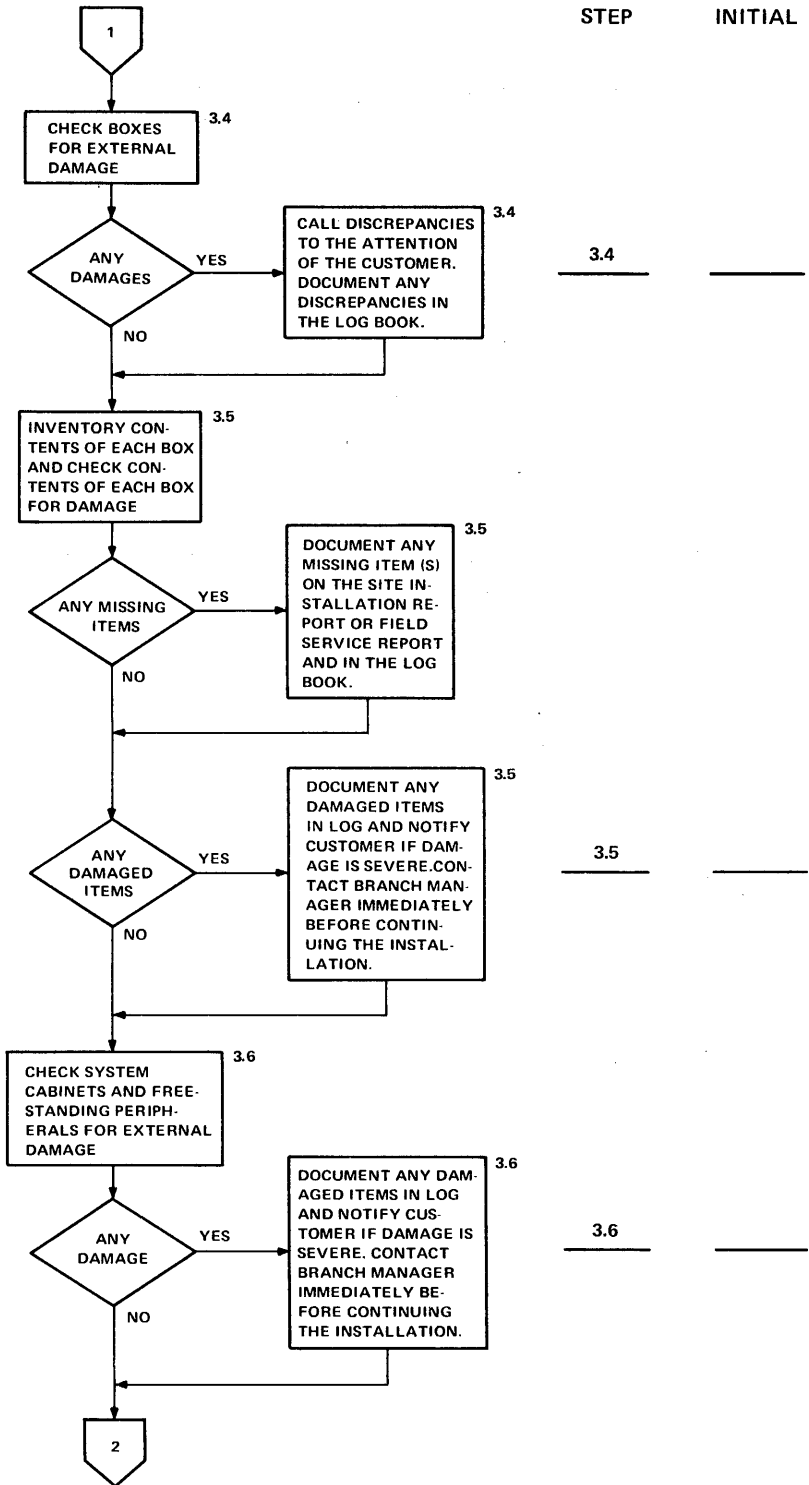 STEP INITIAL
1
3.4
CHECK BOXES
FOR EXTERNAL
DAMAGE
ANY
DAMAGES
YES
NO
3.4
CALL DISCREPANCIES
TO THE ATTENTION
OF THE CUSTOMER.
DOCUMENT ANY
DISCREPANCIES IN
THE LOG BOOK.
3.4
3.5
INVENTORY CON-
TENTS OF EACH BOX
AND CHECK CON-
TENTS OF EACH BOX
FOR DAMAGE
ANY MISSING
ITEMS
YES
NO
3.5
DOCUMENT ANY
MISSING ITEM (S)
ON THE SITE IN-
STALLATION RE-
PORT OR FIELD
SERVICE REPORT
AND IN THE LOG
BOOK.
ANY
DAMAGED
ITEMS
YES
NO
3.5
DOCUMENT ANY
DAMAGED ITEMS
IN LOG AND NOTIFY
CUSTOMER IF DAM-
AGE IS SEVERE.CON-
TACT BRANCH MAN-
AGER IMMEDIATELY
BEFORE CONTIN-
UING THE INSTAL-
LATION.
3.5
3.6
CHECK SYSTEM
CABINETS AND FREE-
STANDING PERIPH-
ERALS FOR EXTERNAL
DAMAGE
ANY
DAMAGE
YES
NO
3.6
DOCUMENT ANY DAM-
AGED ITEMS IN LOG
AND NOTIFY CUS-
TOMER IF DAMAGE IS
SEVERE. CONTACT
BRANCH MANAGER
IMMEDIATELY BE-
FORE CONTINUING
THE INSTALLATION.
3.6
2